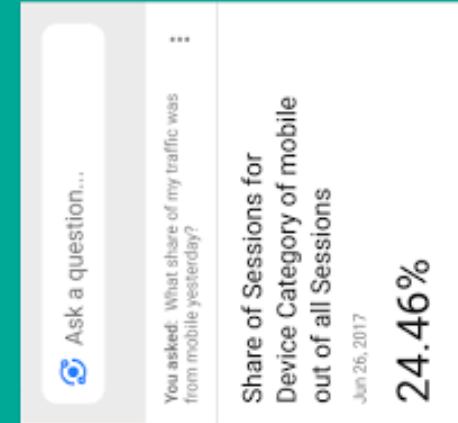 Ask a question...
You asked: What share of my traffic was
from mobile yesterday?
Share of Sessions for
Device Category of mobile
out of all Sessions
Jun 26, 2017
24.46%